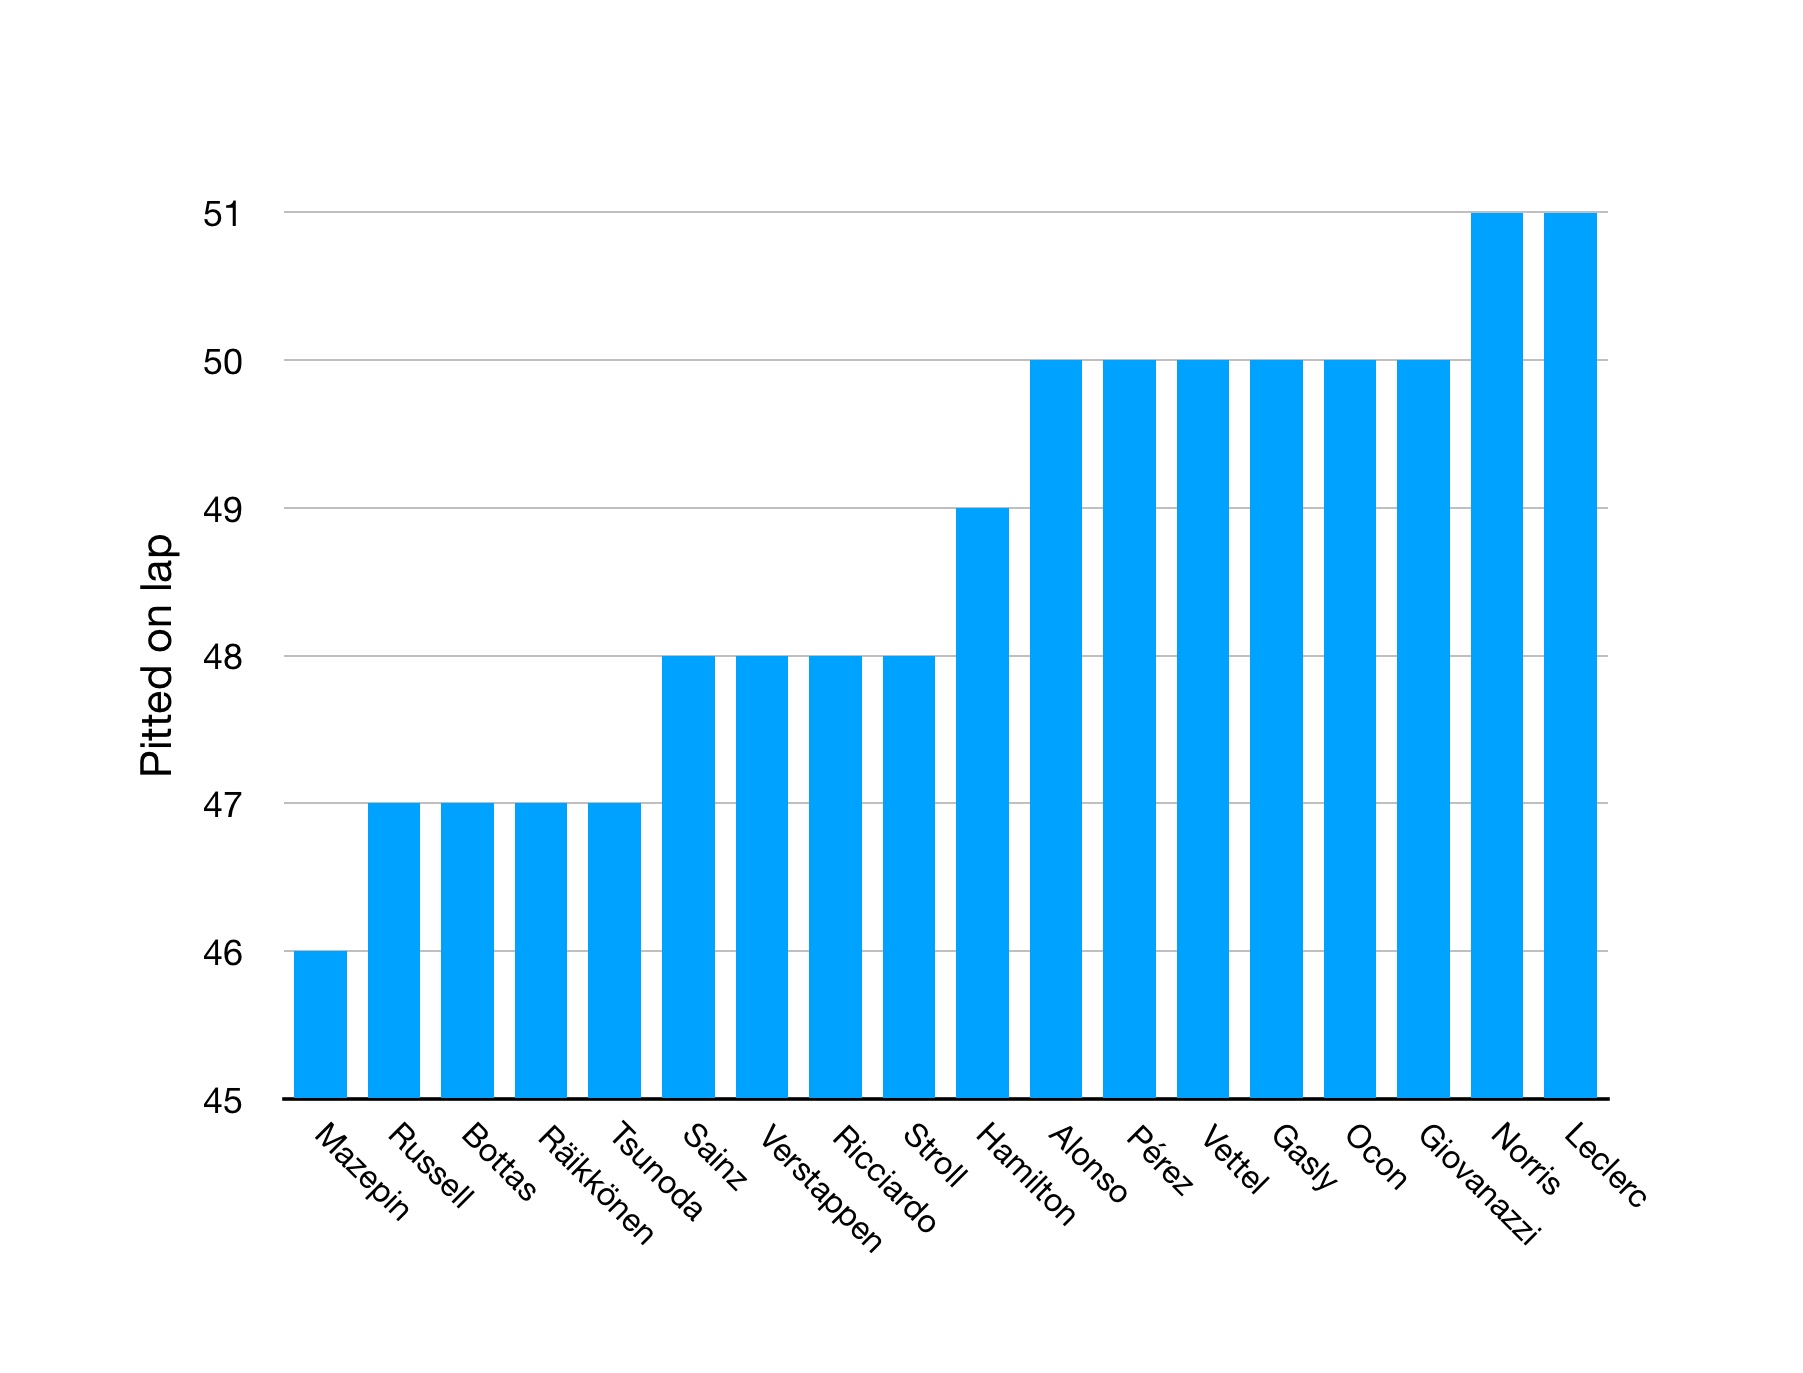 51
50
49
48
47
46
45
Pitted on lap
Mazepin
Russell
Bottas
Räikkönen
Tsunoda
Sainz
Verstappen
Ricciardo
Stroll
Hamilton
Alonso
Pérez
Vettel
Gasly
Ocon
Giovanazzi
Norris
Leclerc